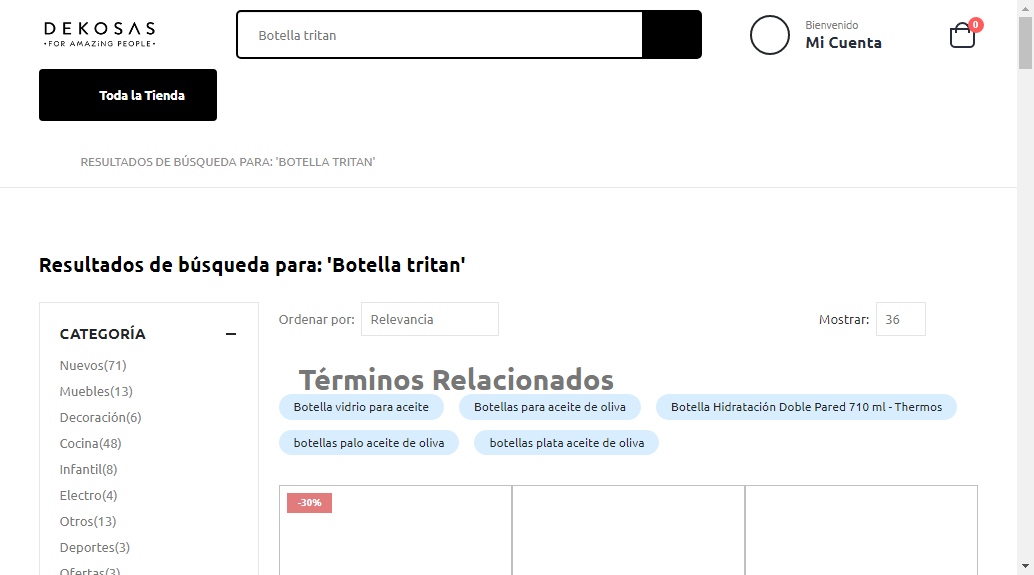 DEKOSAS
•FOR AMAZING PEOPLE•
Botella tritan
Bienvenido
Mi Cuenta
0
Toda la Tienda
RESULTADOS DE BÚSQUEDA PARA: 'BOTELLA TRITAN'
Resultados de búsqueda para: 'Botella tritan'
CATEGORÍA
Nuevos(71)
Muebles(13)
Decoración(6)
Cocina(48)
Infantil(8)
Electro(4)
Otros(13)
Deportes(3)
Ofertas(3)
Ordenar por: Relevancia
Mostrar: 36
Términos Relacionados
Botella vidrio para aceite
Botellas para aceite de oliva
Botella Hidratación Doble Pared 710 ml - Thermos
botellas palo aceite de oliva
botellas plata aceite de oliva
-30%